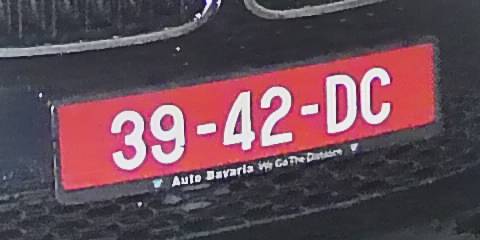 39-42-DC
Auto Bavaria We Go The Distance